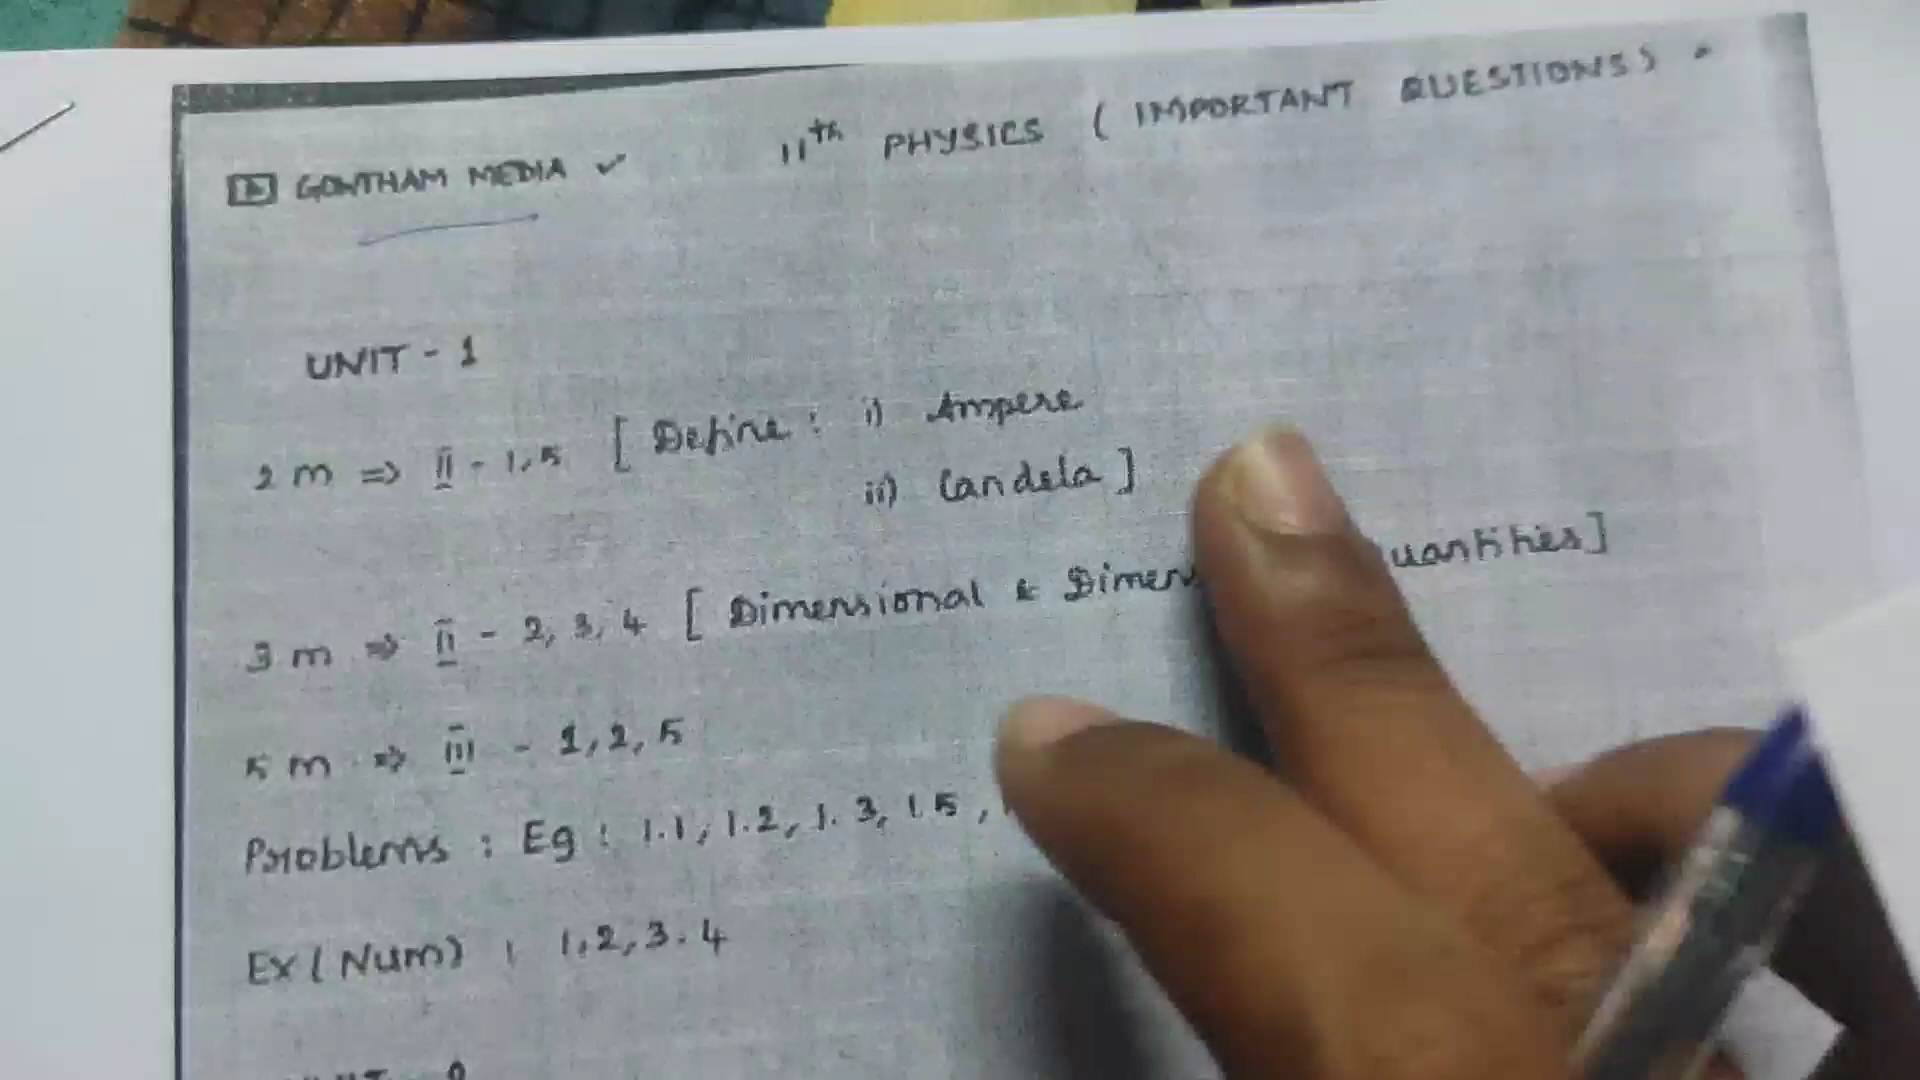 GOWTHAM MEDIA ✓ 11th PHYSICS ( IMPORTANT QUESTIONS)
UNIT - 1
2 m => II - 1,5 [ Define : i) Ampere
ii) Candela ]
3 m => II - 2, 3, 4 [ Dimensional & Dimens uantities]
5 m => III - 1, 2, 5
Problems : Eg : 1.1, 1.2, 1.3, 1.5 ,
Ex (Num) : 1,2,3.4